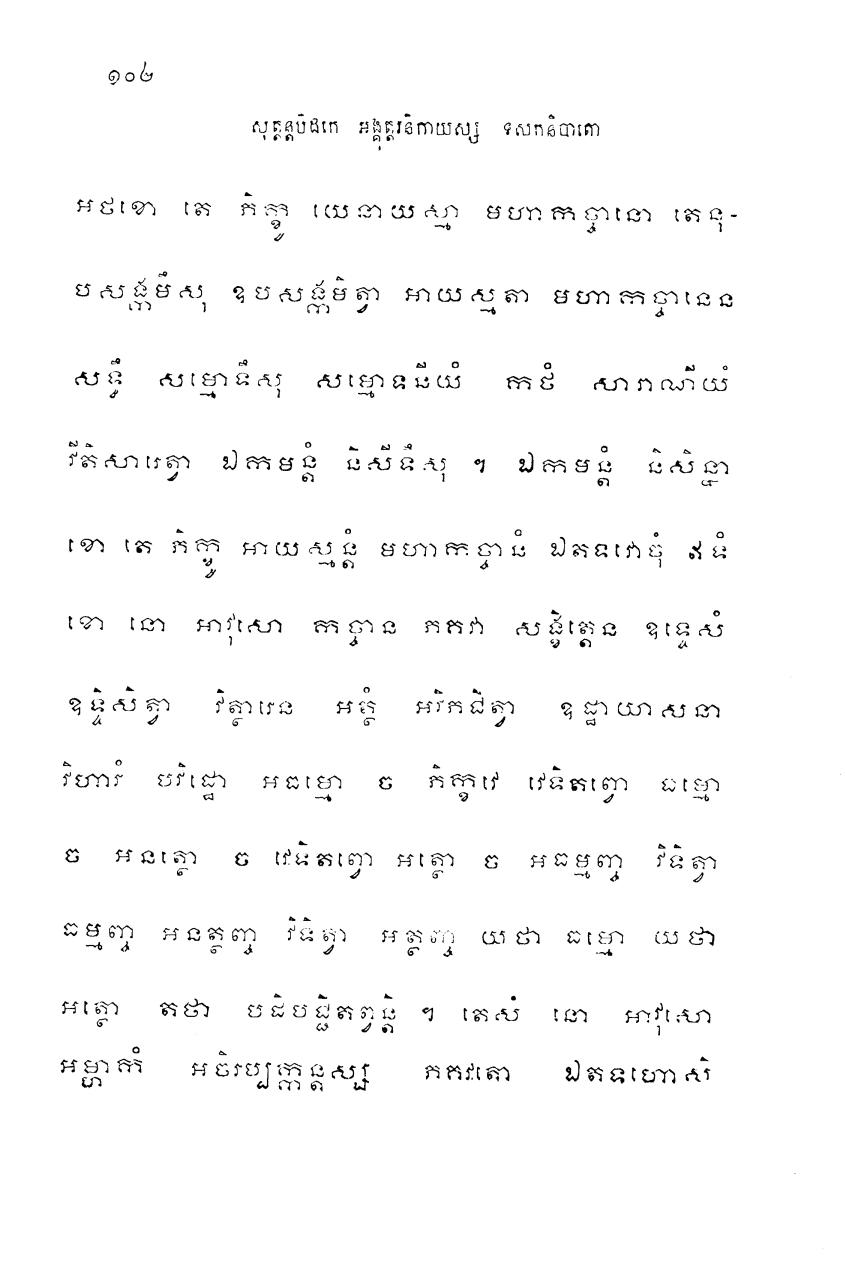 ១០២
សុត្តន្តបិដកេ អង្គុត្តរនិកាយស្ស ទសកនិបាតោ
អថខោ តេ ភិក្ខូ យេនាយស្មា មហាកច្ចានោ តេនុ-
បសង្កមឹសុ ឧបសង្កមិត្វា អាយស្មតា មហាកច្ចានេន
សទ្ធឹ សម្មោទឹសុ សម្មោទនីយំ កថំ សារាណីយំ
វីតិសារេត្វា ឯកមន្តំ និសីទឹសុ ។ ឯកមន្តំ និសិន្នា
ខោ តេ ភិក្ខូ អាយស្មន្តំ មហាកច្ចានំ ឯតទវោចុំ ឥទំ
ខោ នោ អាវុសោ កច្ចាន ភគវា សង្ខិត្តេន ឧទ្ទេសំ
ឧទ្ទិសិត្វា វិត្ថារេន អត្ថំ អវិភជិត្វា ឧដ្ឋាយាសនា
វិហារំ បវិដ្ឋោ អធម្មោ ច ភិក្ខវេ វេទិតព្វោ ធម្មោ
ច អនត្ថោ ច វេទិតព្វោ អត្ថោ ច អធម្មញ្ច វិទិត្វា
ធម្មញ្ច អនត្ថញ្ច វិទិត្វា អត្ថញ្ច យថា ធម្មោ យថា
អត្ថោ តថា បដិបជ្ជិតព្វន្តិ ។ តេសំ នោ អាវុសោ
អម្ហាកំ អចិរប្បក្កន្តស្ស ភគវតោ ឯតទហោសិ